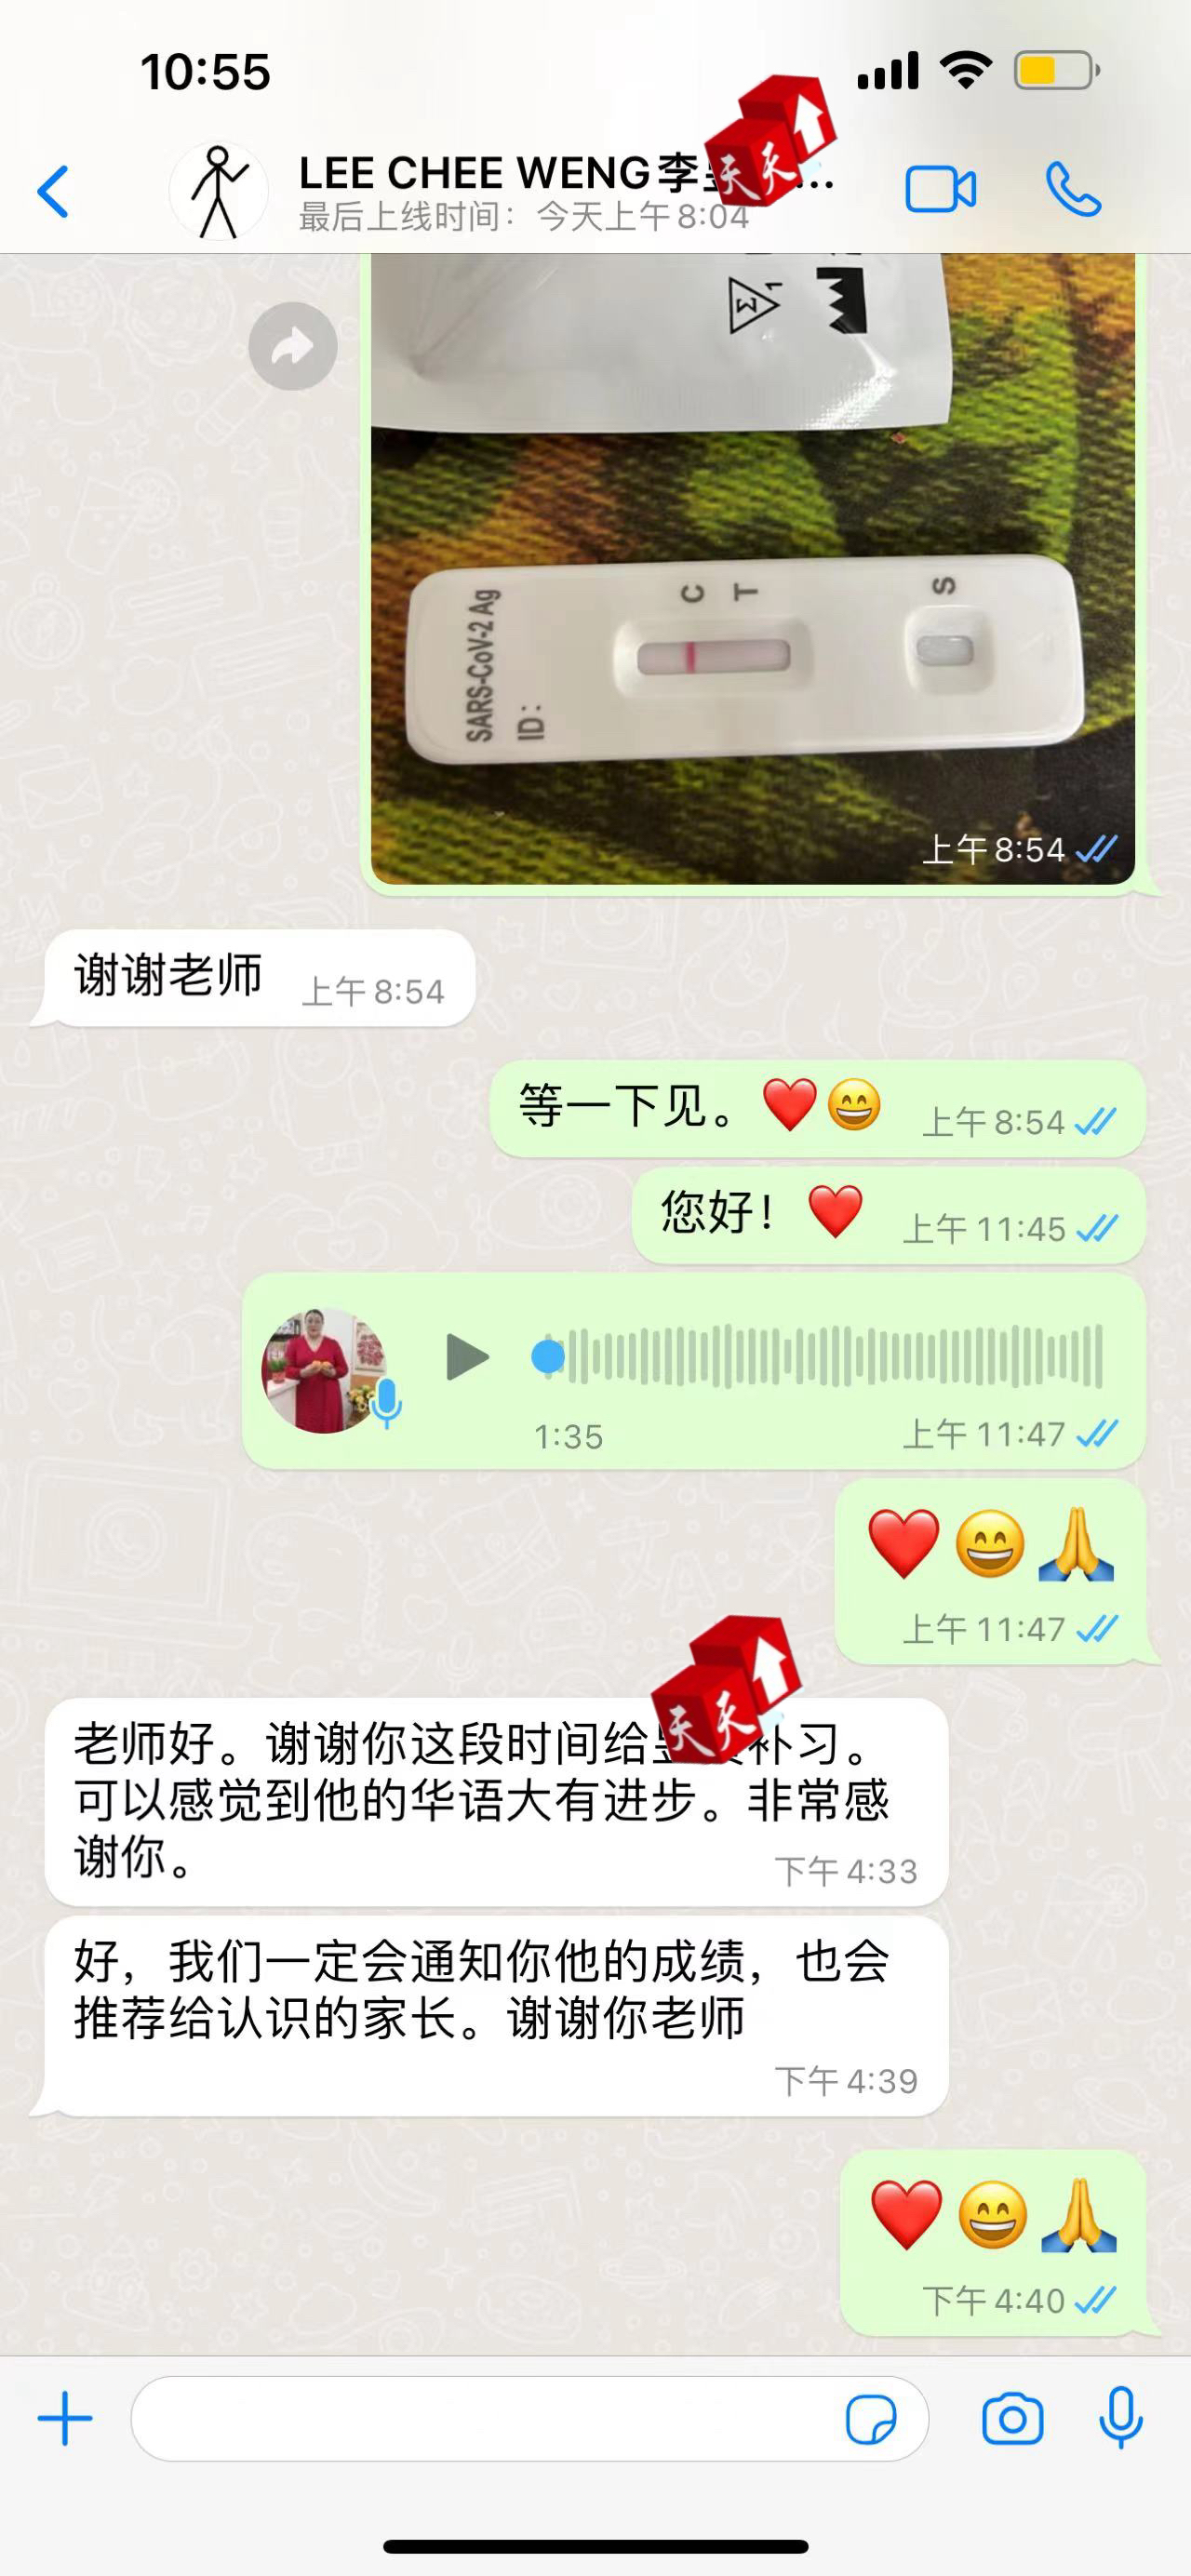 10:55
LEE CHEE WENG李
天天
最后上线时间：今天上午8:04
SARS-CoV-2 Ag
ID:
C
T
S
上午8:54
谢谢老师 上午8:54
等一下见。❤️😄 上午8:54
您好！❤️ 上午11:45
1:35 上午11:47
❤️😄🙏
上午11:47
天天
老师好。谢谢你这段时间给 补习。
可以感觉到他的华语大有进步。非常感
谢你。 下午4:33
好，我们一定会通知你他的成绩，也会
推荐给认识的家长。谢谢你老师
下午4:39
❤️😄🙏
下午4:40